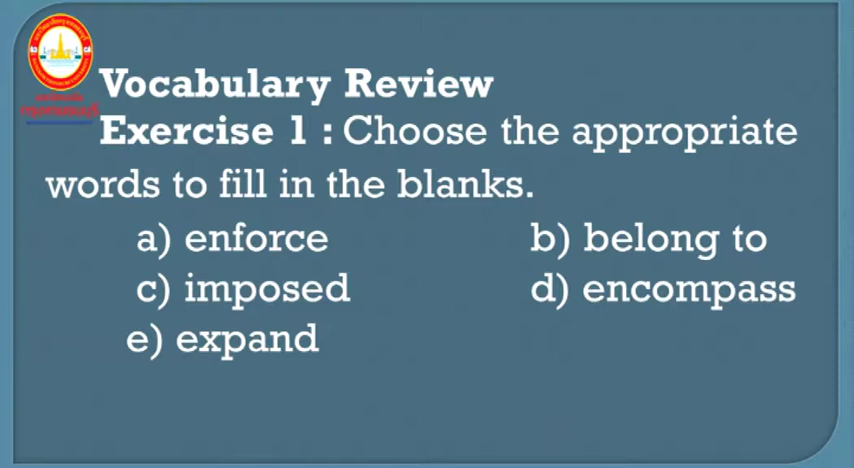 Vocabulary Review
Exercise 1 : Choose the appropriate
words to fill in the blanks.
a) enforce b) belong to
c) imposed d) encompass
e) expand